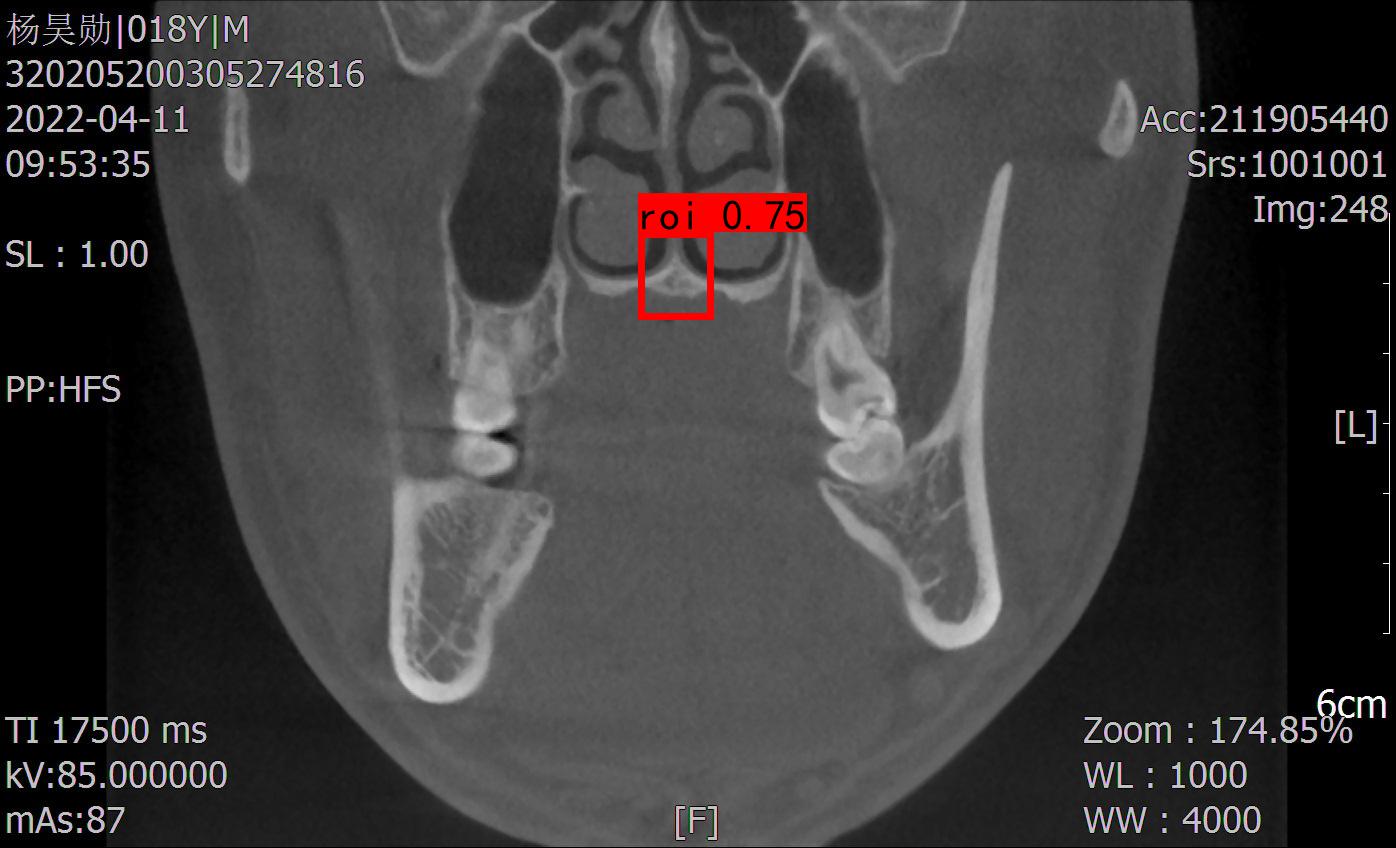 杨昊勋|018Y|M
320205200305274816
2022-04-11
09:53:35
SL : 1.00
PP:HFS
Acc:211905440
Srs:1001001
Img:248
roi 0.75
[L]
6cm
TI 17500 ms
kV:85.000000
mAs:87
[F]
Zoom : 174.85%
WL : 1000
WW : 4000